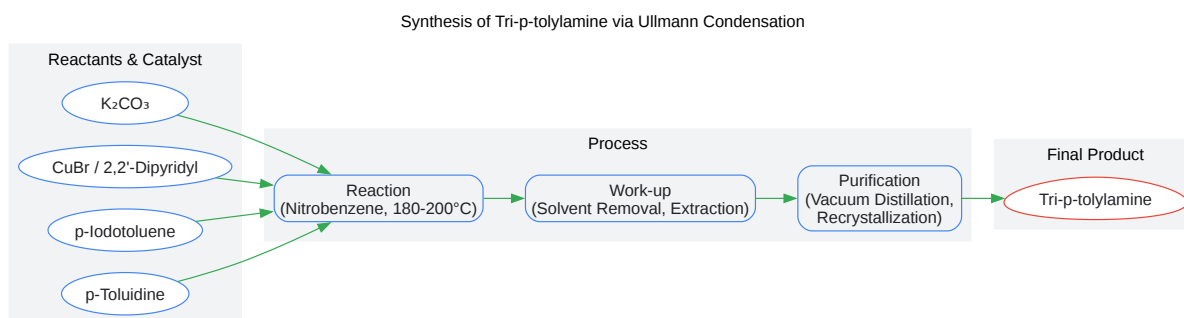 Synthesis of Tri-p-tolylamine via Ullmann Condensation
Reactants & Catalyst
K₂CO₃
CuBr / 2,2'-Dipyridyl
p-Iodotoluene
p-Toluidine
Process
Reaction
(Nitrobenzene, 180-200°C)
Work-up
(Solvent Removal, Extraction)
Purification
(Vacuum Distillation,
Recrystallization)
Final Product
Tri-p-tolylamine